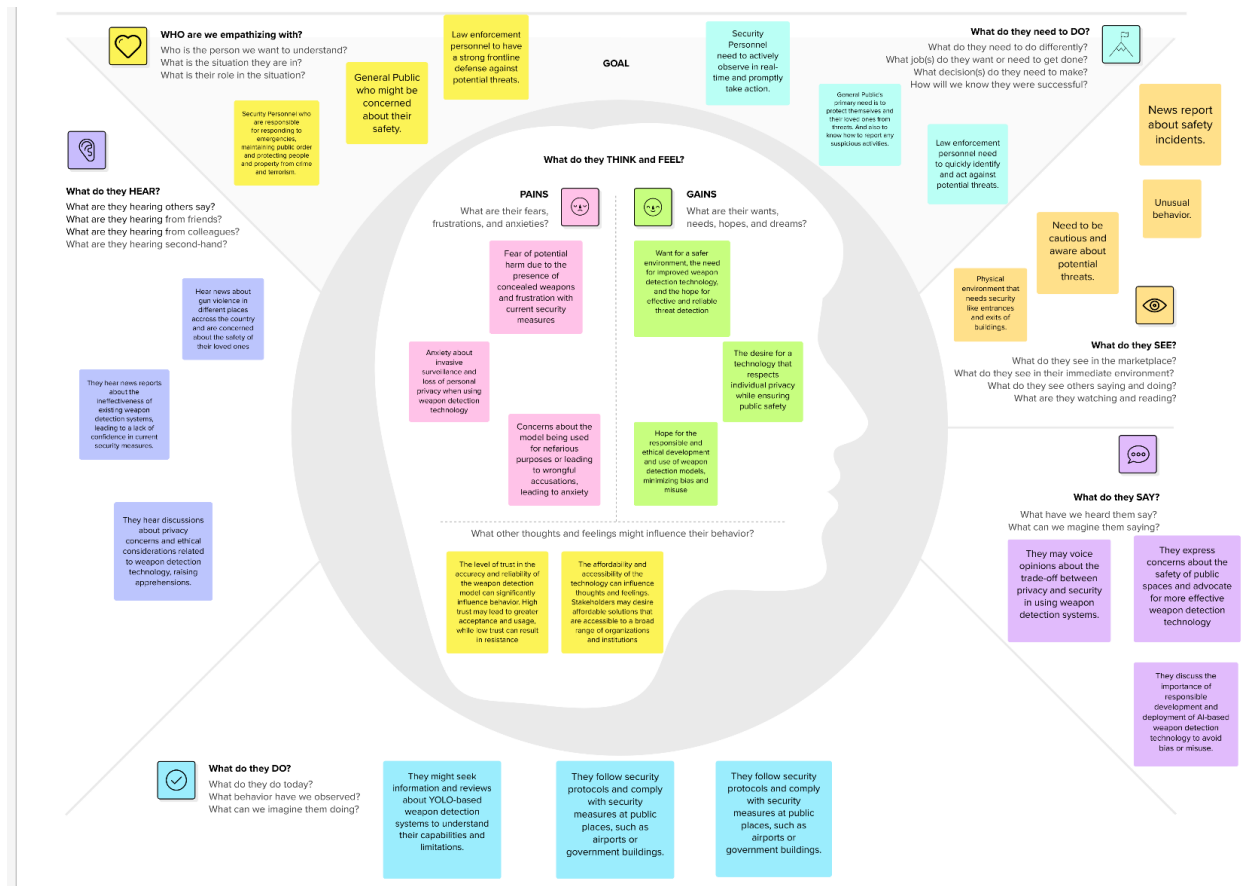 WHO are we empathizing with?
Who is the person we want to understand?
What is the situation they are in?
What is their role in the situation?
Security Personnel who
are responsible
for responding to
emergencies,
maintaining public order
and protecting people
and property from crime
and terrorism.
General Public
who might be
concerned
about their
safety.
Law enforcement
personnel to have
a strong frontline
defense against
potential threats.
GOAL
Security
Personnel
need to actively
observe in real-
time and promptly
take action.
General Public's
primary need is to
protect themselves and
their loved ones from
threats. And also to
know how to report any
suspicious activities.
Law enforcement
personnel need
to quickly identify
and act against
potential threats.
What do they need to DO?
What do they need to do differently?
What job(s) do they want or need to get done?
What decision(s) do they need to make?
How will we know they were successful?
News report
about safety
incidents.
Unusual
behavior.
Need to be
cautious and
aware about
potential
threats.
Physical
environment that
needs security
like entrances
and exits of
buildings.
What do they SEE?
What do they see in the marketplace?
What do they see in their immediate environment?
What do they see others saying and doing?
What are they watching and reading?
What do they HEAR?
What are they hearing others say?
What are they hearing from friends?
What are they hearing from colleagues?
What are they hearing second-hand?
Hear news about
gun violence in
different places
accross the country
and are concerned
about the safety of
their loved ones
They hear news reports
about the
ineffectiveness of
existing weapon
detection systems,
leading to a lack of
confidence in current
security measures.
They hear discussions
about privacy
concerns and ethical
considerations related
to weapon detection
technology, raising
apprehensions.
What do they THINK and FEEL?
PAINS
What are their fears,
frustrations, and anxieties?
Fear of potential
harm due to the
presence of
concealed weapons
and frustration with
current security
measures
Anxiety about
invasive
surveillance and
loss of personal
privacy when using
weapon detection
technology
Concerns about the
model being used
for nefarious
purposes or leading
to wrongful
accusations,
leading to anxiety
GAINS
What are their wants,
needs, hopes, and dreams?
Want for a safer
environment, the need
for improved weapon
detection technology,
and the hope for
effective and reliable
threat detection
The desire for a
technology that
respects
individual privacy
while ensuring
public safety
Hope for the
responsible and
ethical development
and use of weapon
detection models,
minimizing bias and
misuse
What other thoughts and feelings might influence their behavior?
The level of trust in the
accuracy and reliability of
the weapon detection
model can significantly
influence behavior. High
trust may lead to greater
acceptance and usage,
while low trust can result
in resistance
The affordability and
accessibility of the
technology can influence
thoughts and feelings.
Stakeholders may desire
affordable solutions that
are accessible to a broad
range of organizations
and institutions
What do they SAY?
What have we heard them say?
What can we magine them saying?
They may voice
opinions about the
trade-off between
privacy and security
in using weapon
detection systems.
They express
concerns about the
safety of public
spaces and advocate
for more effective
weapon detection
technology
They discuss the
importance of
responsible
development and
deployment of AI-based
weapon detection
technology to avoid
bias or misuse.
What do they DO?
What do they do today?
What behavior have we observed?
What can we imagine them doing?
They might seek
information and reviews
about YOLO-based
weapon detection
systems to understand
their capabilities and
limitations.
They follow security
protocols and comply
with security
measures at public
places, such as
airports or
government buildings.
They follow security
protocols and comply
with security
measures at public
places, such as
airports or
government buildings.